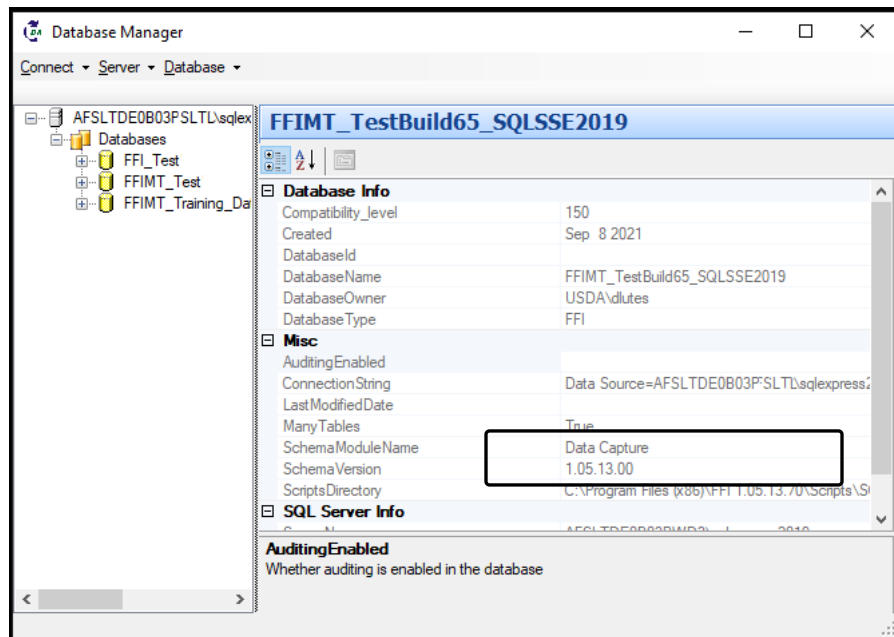 Database Manager
Connect Server Database
AFSLTDE0B03PSLTL\sqlex
Databases
FFI_Test
FFIMT_Test
FFIMT_Training_Da
FFIMT_TestBuild65_SQLSSE2019
Database Info
Compatibility_level 150
Created Sep 8 2021
DatabaseId
DatabaseName FFIMT_TestBuild65_SQLSSE2019
DatabaseOwner USDA\dlutes
DatabaseType FFI
Misc
AuditingEnabled
ConnectionString Data
LastModifiedDate
ManyTables True
SchemaModuleName Data Capture
SchemaVersion 1.05.13.00
ScriptsDirectory C:\Program Files (x86)\FFI 1.05.13.70\Scripts\S
SQL Server Info
AuditingEnabled
Whether auditing is enabled in the database